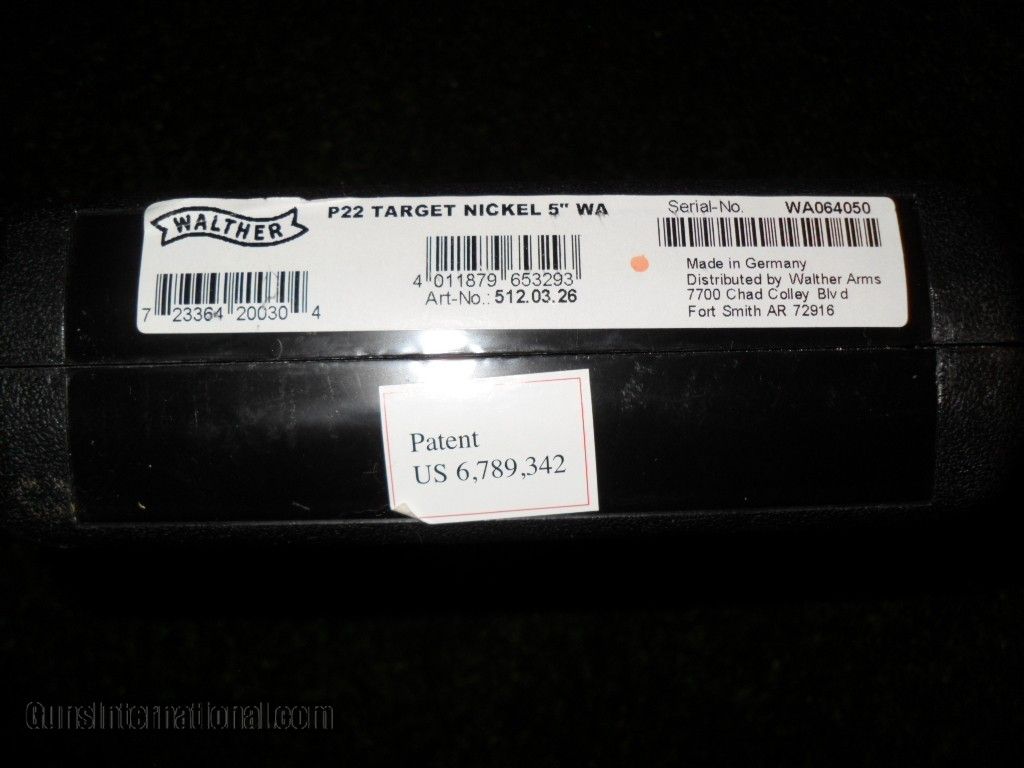 WALTHER
P22 TARGET NICKEL 5" WA
Serial-No. WA064050
4 011879 653293
Art-No.: 512.03.26
7 23364 20030 4
Made in Germany
Distributed by Walther Arms
7700 Chad Colley Blvd
Fort Smith AR 72916
Patent
US 6,789,342
GunsInternational.com